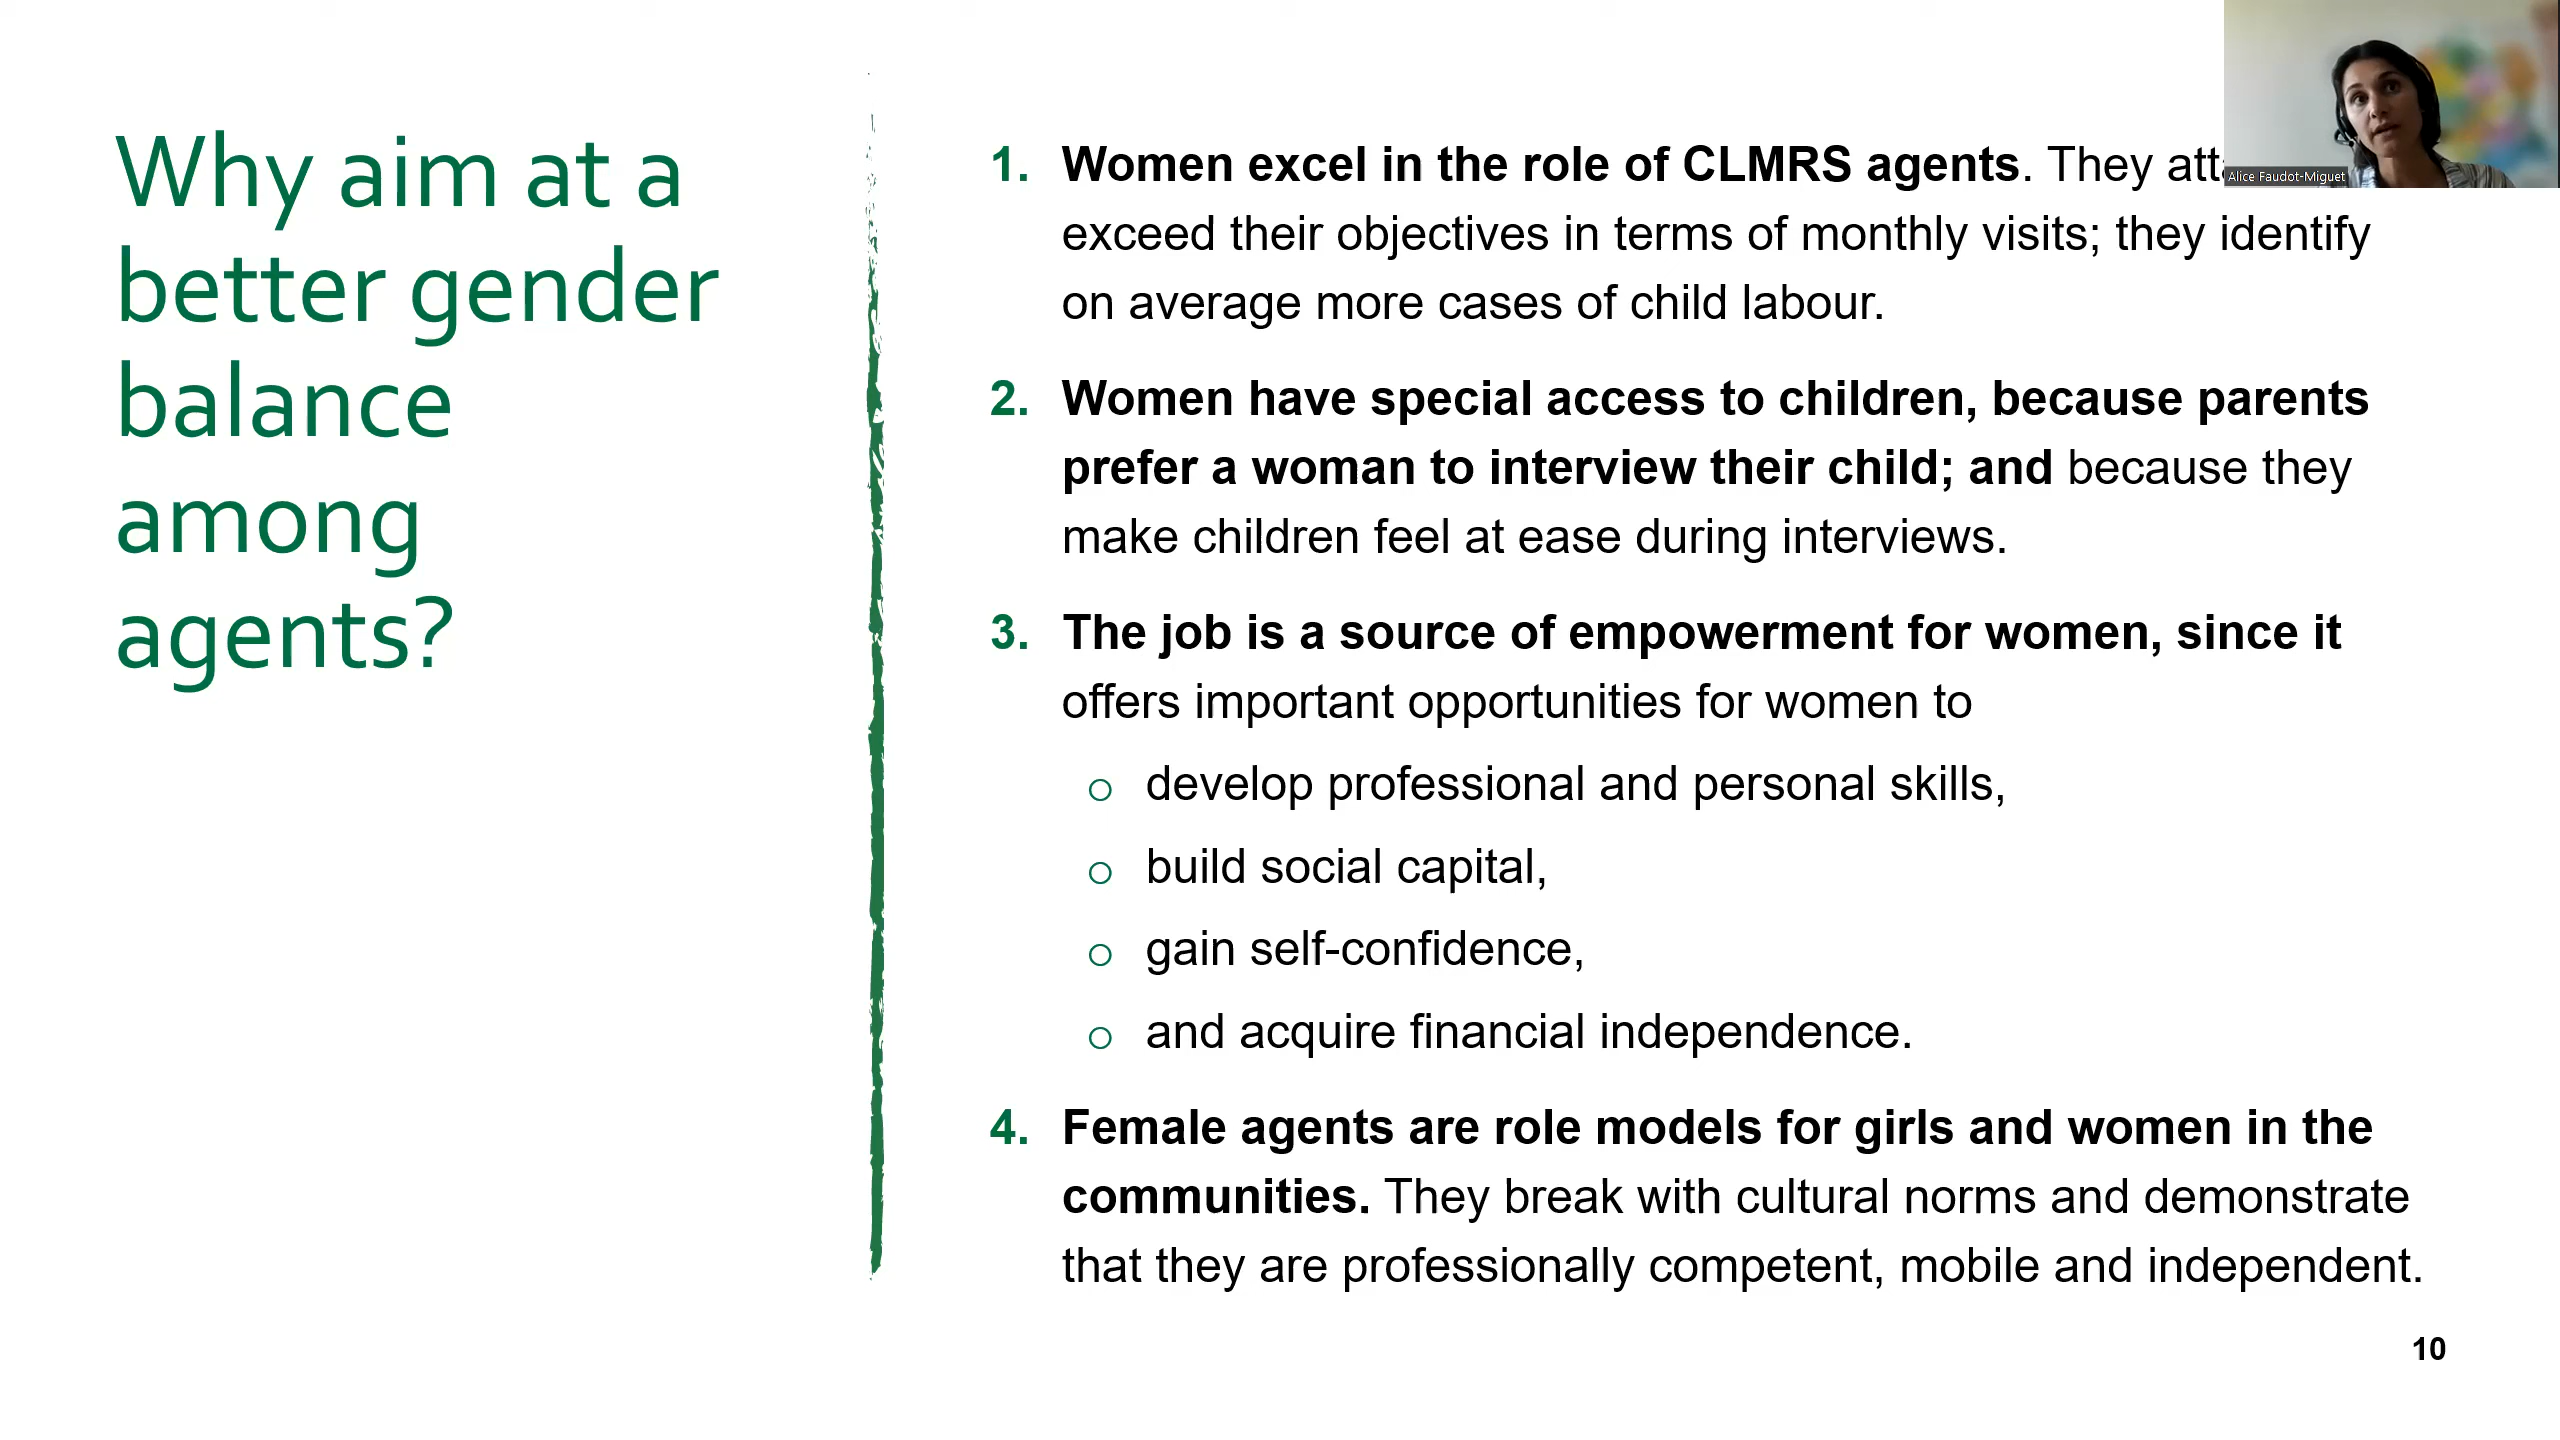 Why aim at a
better gender
balance
among
agents?
1. Women excel in the role of CLMRS agents. They
exceed their objectives in terms of monthly visits; they identify
on average more cases of child labour.
2. Women have special access to children, because parents
prefer a woman to interview their child; and because they
make children feel at ease during interviews.
3. The job is a source of empowerment for women, since it
offers important opportunities for women to
o develop professional and personal skills,
o build social capital,
o gain self-confidence,
o and acquire financial independence.
4. Female agents are role models for girls and women in the
communities. They break with cultural norms and demonstrate
that they are professionally competent, mobile and independent.
10
Alice Faudot-Miguet